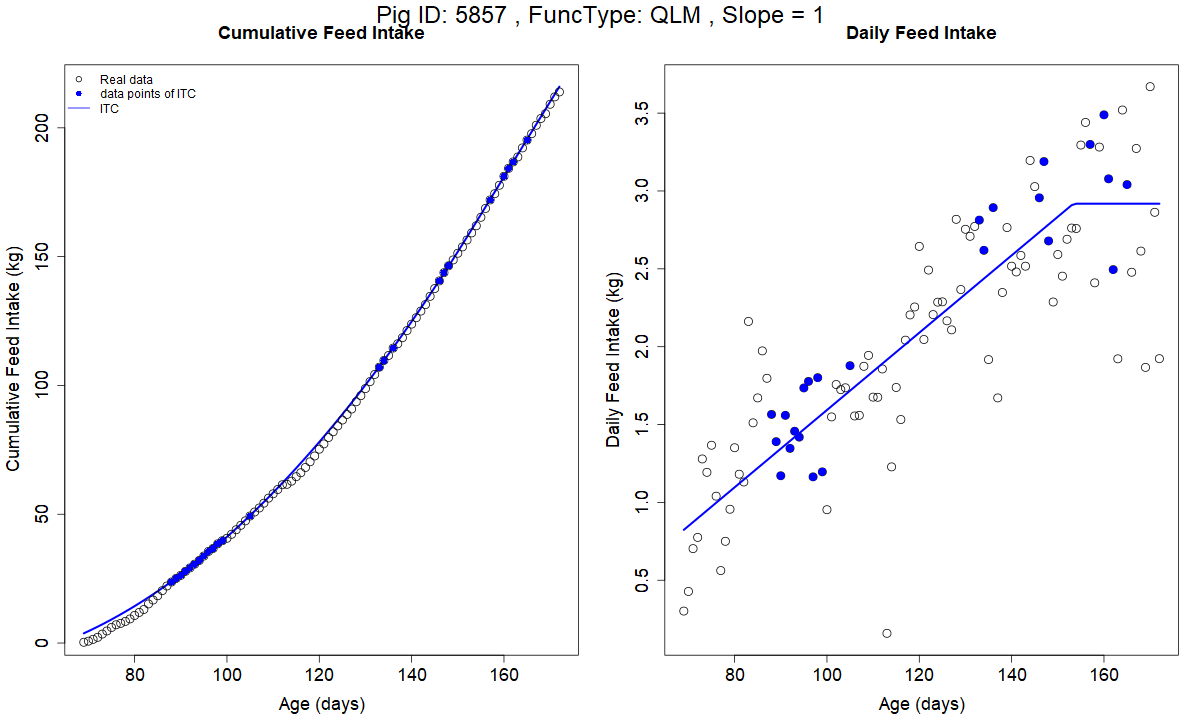 Pig ID: 5857 , FuncType: QLM , Slope = 1
Cumulative Feed Intake
Real data
data points of ITC
ITC
Cumulative Feed Intake (kg)
0
50
100
150
200
80
100
120
140
160
Age (days)
Daily Feed Intake
Daily Feed Intake (kg)
0.5
1.0
1.5
2.0
2.5
3.0
3.5
80
100
120
140
160
Age (days)